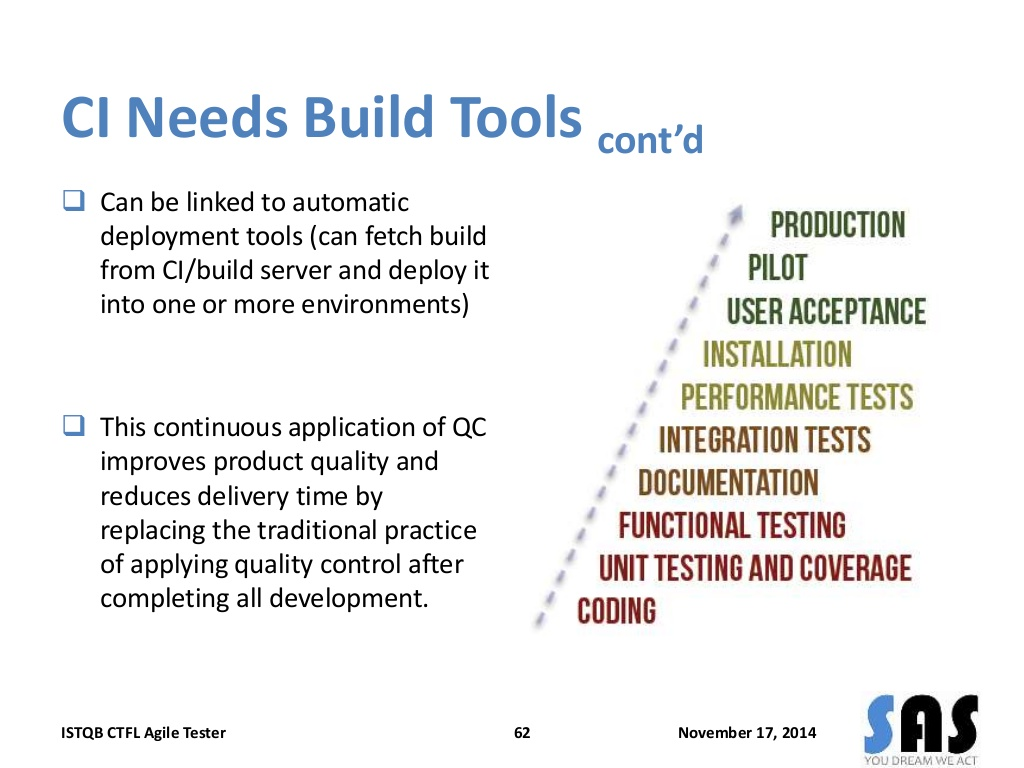 CI Needs Build Tools cont’d
❑ Can be linked to automatic
deployment tools (can fetch build
from CI/build server and deploy it
into one or more environments)
❑ This continuous application of QC
improves product quality and
reduces delivery time by
replacing the traditional practice
of applying quality control after
completing all development.
PRODUCTION
PILOT
USER ACCEPTANCE
INSTALLATION
PERFORMANCE TESTS
INTEGRATION TESTS
DOCUMENTATION
FUNCTIONAL TESTING
UNIT TESTING AND COVERAGE
CODING
ISTQB CTFL Agile Tester 62 November 17, 2014
SAS
YOU DREAM WE ACT